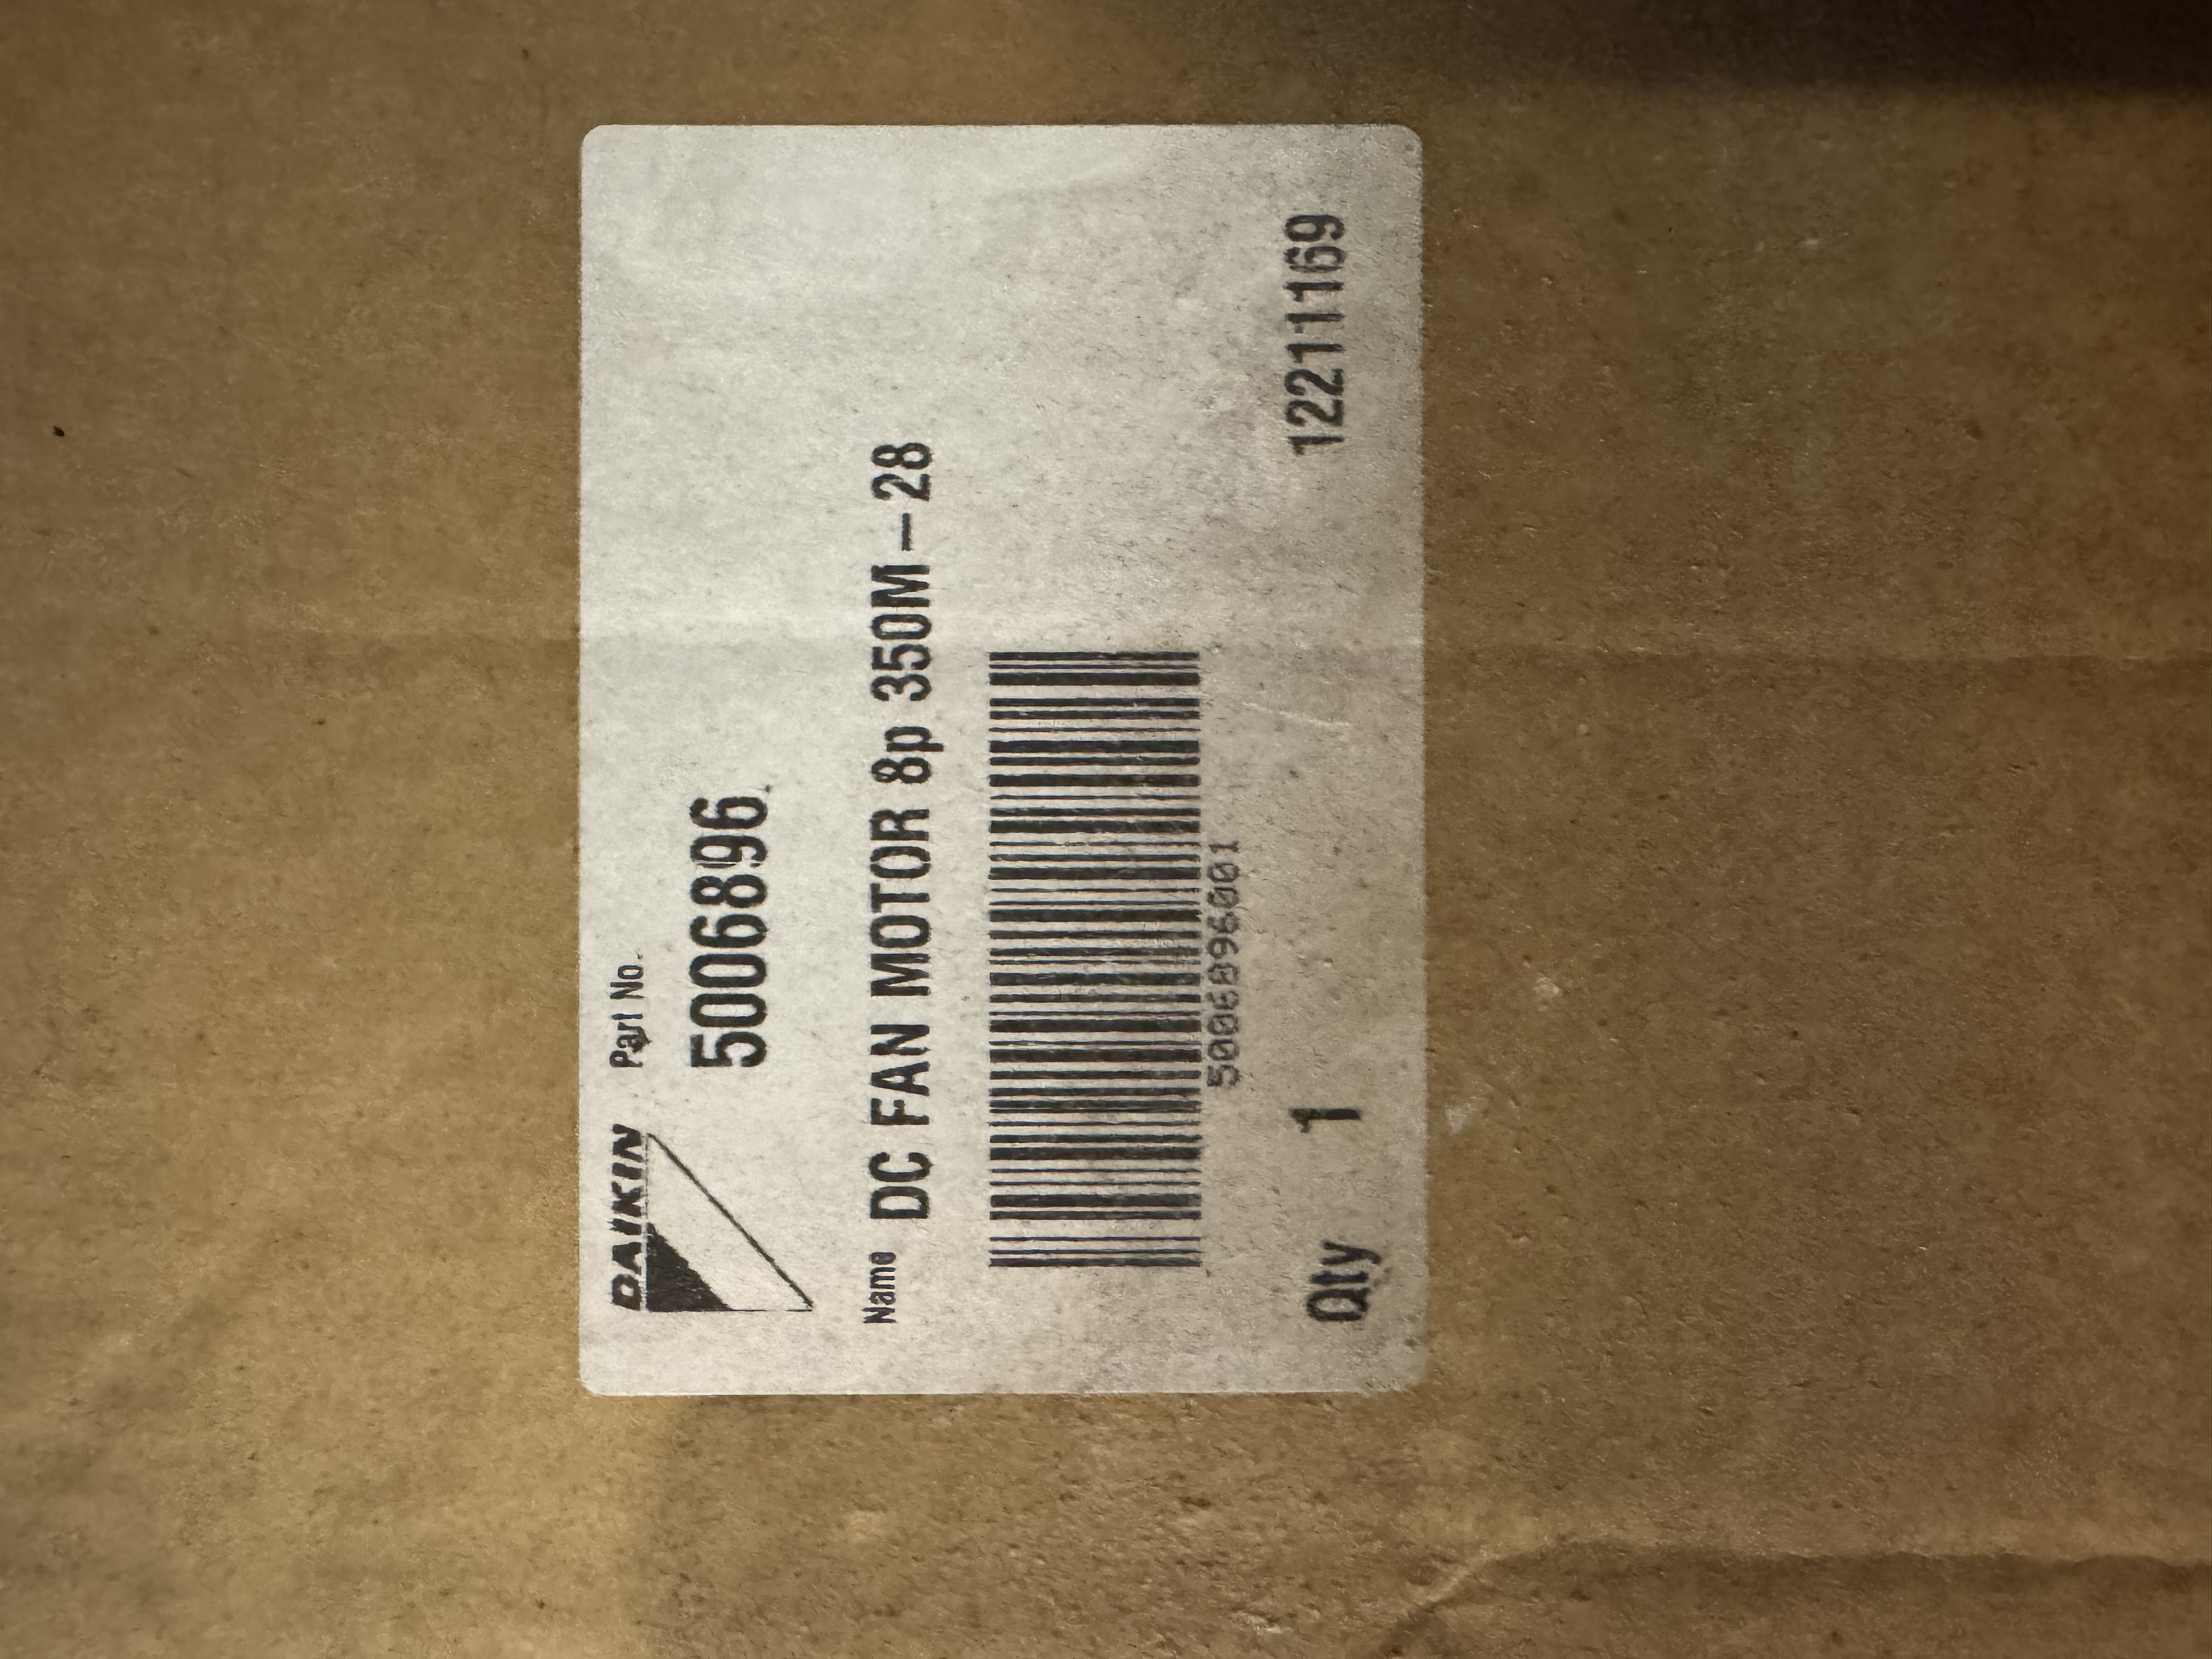 DAIKIN
Part No.
5006896
Name DC FAN MOTOR 8p 350M-28
5006896001
Qty 1
12211169